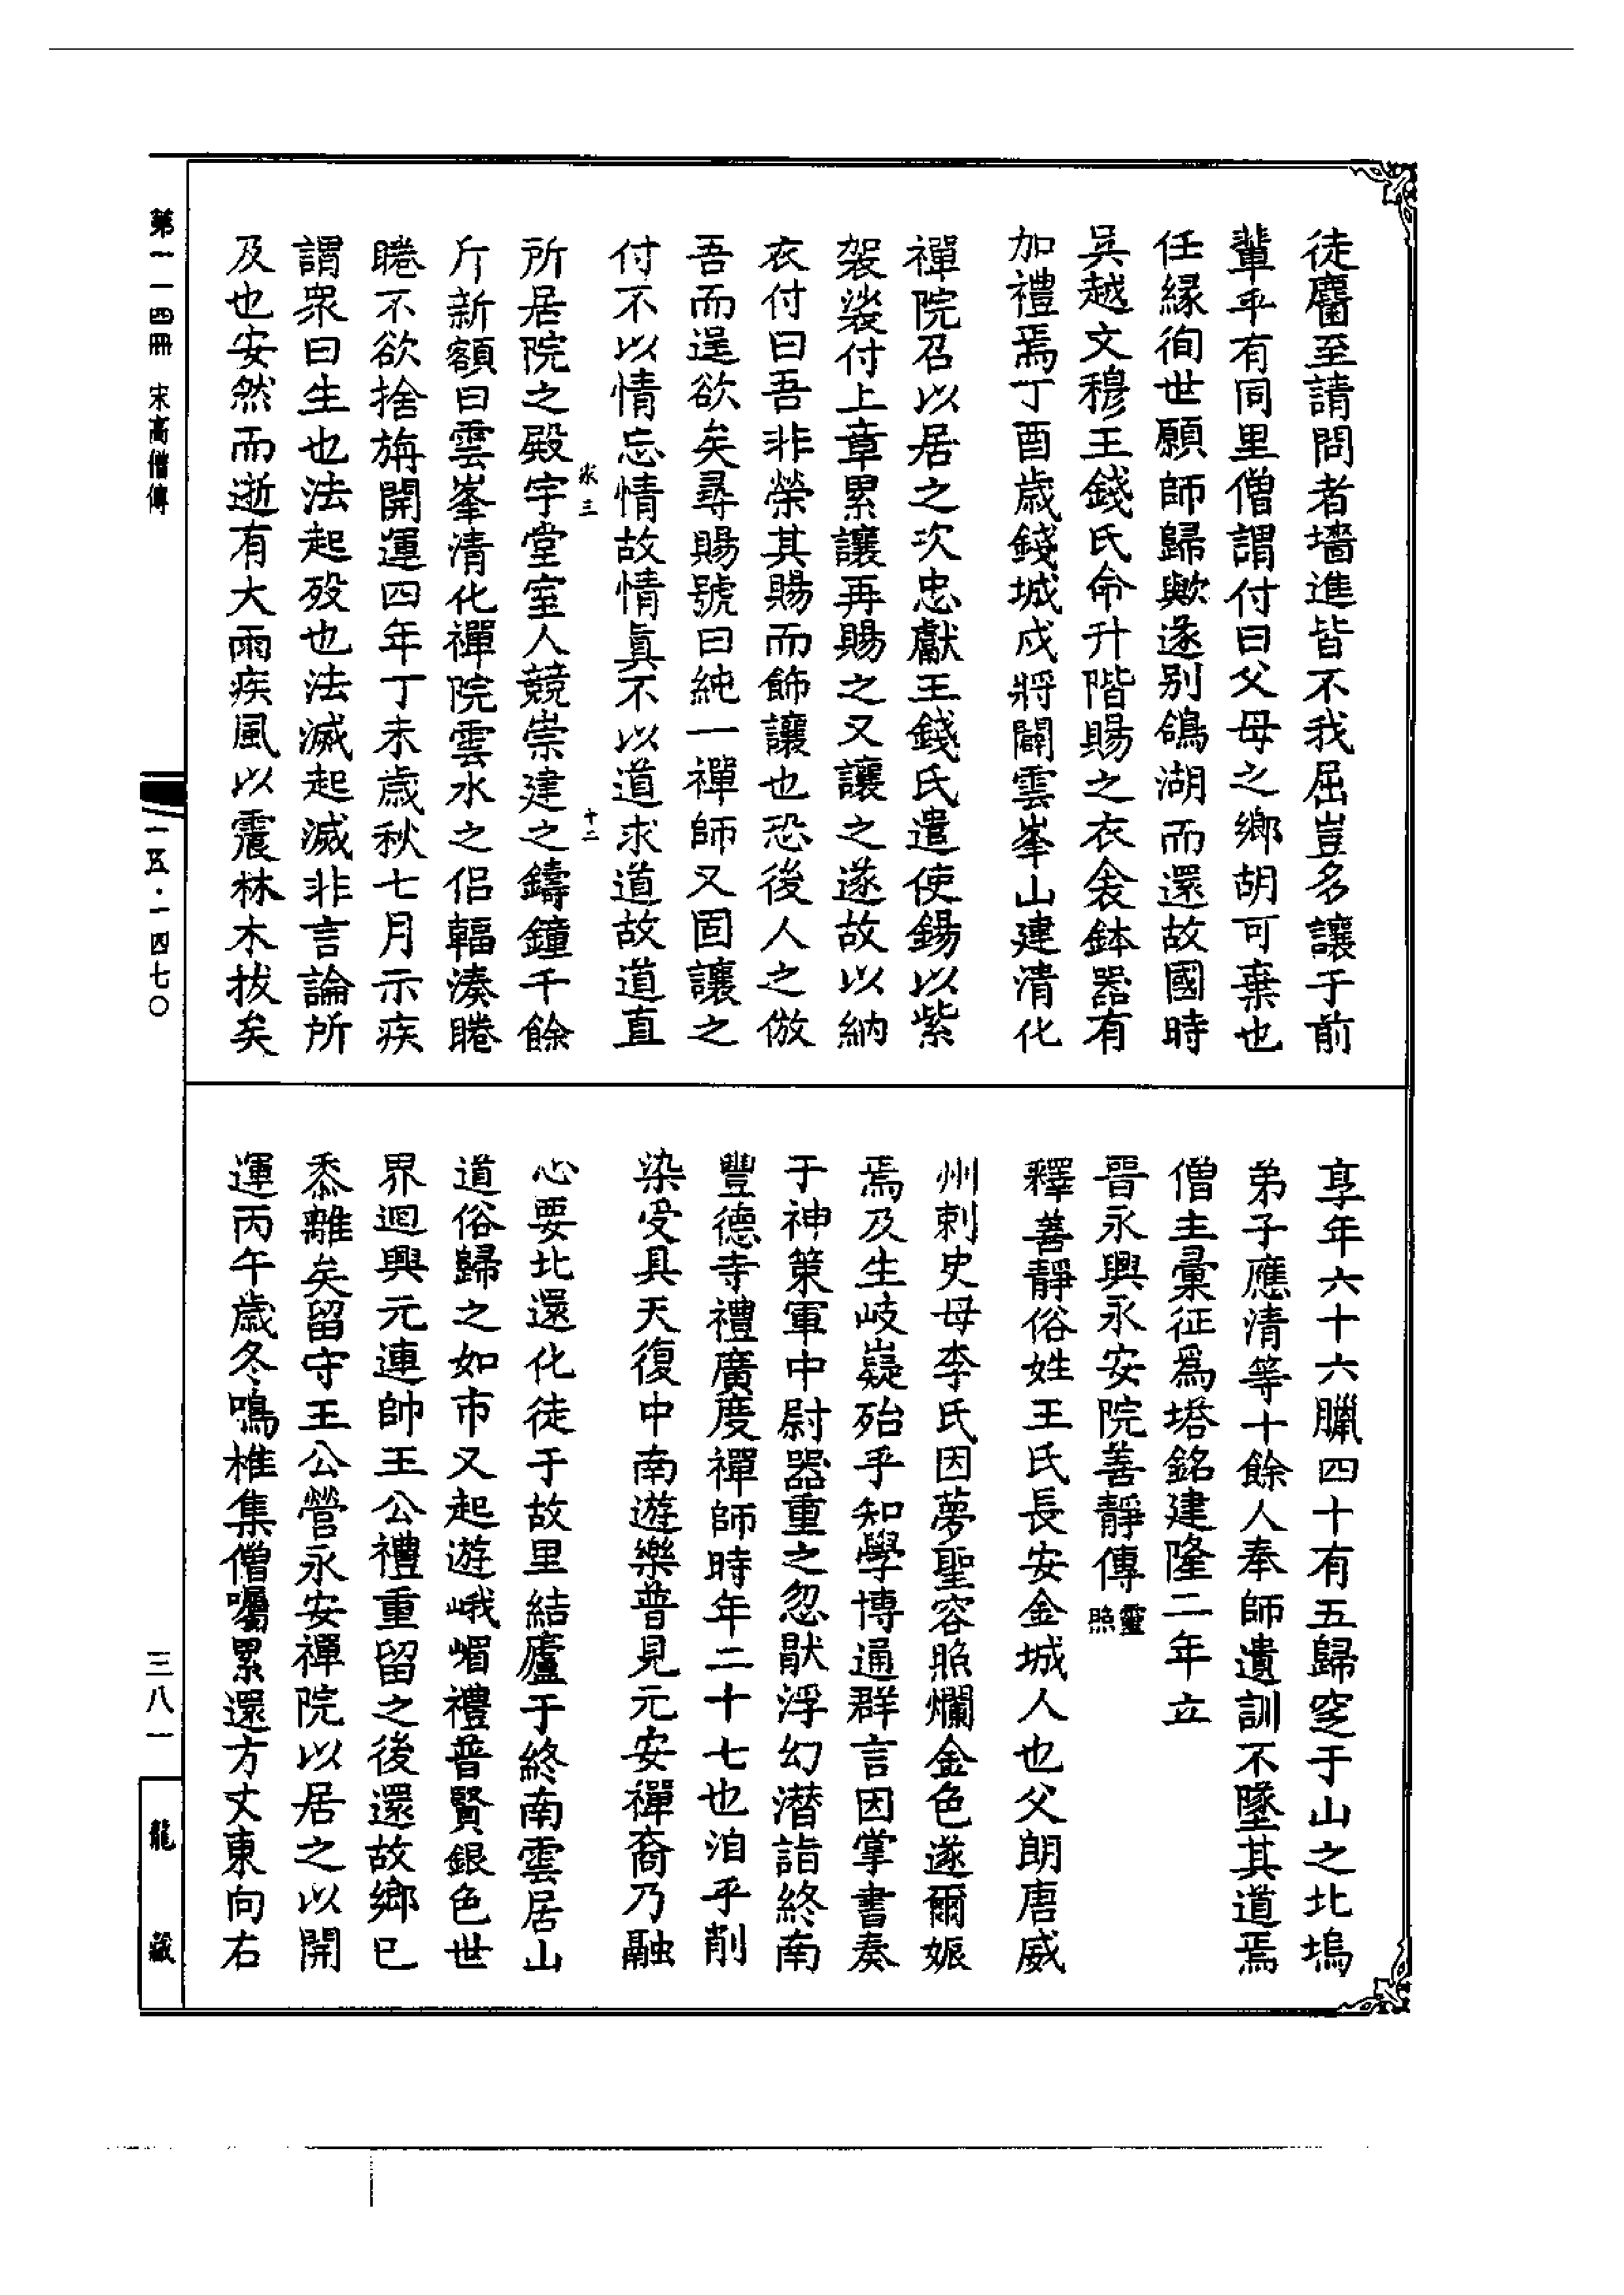 徒麕至請問者墻進皆不我屈豈多讓于前
輩乎有同里僧謂付曰父母之鄉胡可棄也
任緣徇世願師歸歟遂別鴿湖而還故國時
吳越文穆王錢氏命升階賜之衣衾鉢器有
加禮焉丁酉歲錢城戍將闢雲峯山建清化
禪院召以居之次忠獻王錢氏遣使錫以紫
袈裟付上章累讓再賜之又讓之遂故以納
衣付曰吾非榮其賜而飾讓也恐後人之倣
吾而逞欲矣尋賜號曰純一禪師又固讓之
付不以情忘情故情眞不以道求道故道直
所居院之殿宇堂室人競崇建之鑄鐘千餘
斤新額曰雲峯清化禪院雲水之侶輻湊睠
睠不欲捨旃開運四年丁未歲秋七月示疾
謂衆曰生也法起殁也法滅起滅非言論所
及也安然而逝有大雨疾風以震林木拔矣
享年六十六臘四十有五歸窆于山之北塢
弟子應清等十餘人奉師遺訓不墜其道焉
僧主彙征爲塔銘建隆二年立
晉永興永安院善靜傳 靈照
釋善靜俗姓王氏長安金城人也父朗唐威
州刺史母李氏因夢聖容照爛金色遂爾娠
焉及生岐嶷殆乎知學博通群言因掌書奏
于神策軍中尉器重之忽猒浮幻潛詣終南
豐德寺禮廣度禪師時年二十七也洎乎削
染受具天復中南遊樂普見元安禪裔乃融
心要北還化徒于故里結廬于終南雲居山
道俗歸之如市又起遊峨嵋禮普賢銀色世
界迴興元連帥王公禮重留之後還故鄉已
黍離矣留守王公營永安禪院以居之以開
運丙午歲冬鳴椎集僧囑累還方丈東向右
第一一四冊 宋高僧傳
一五·一四七〇
三八一
龍藏
十二